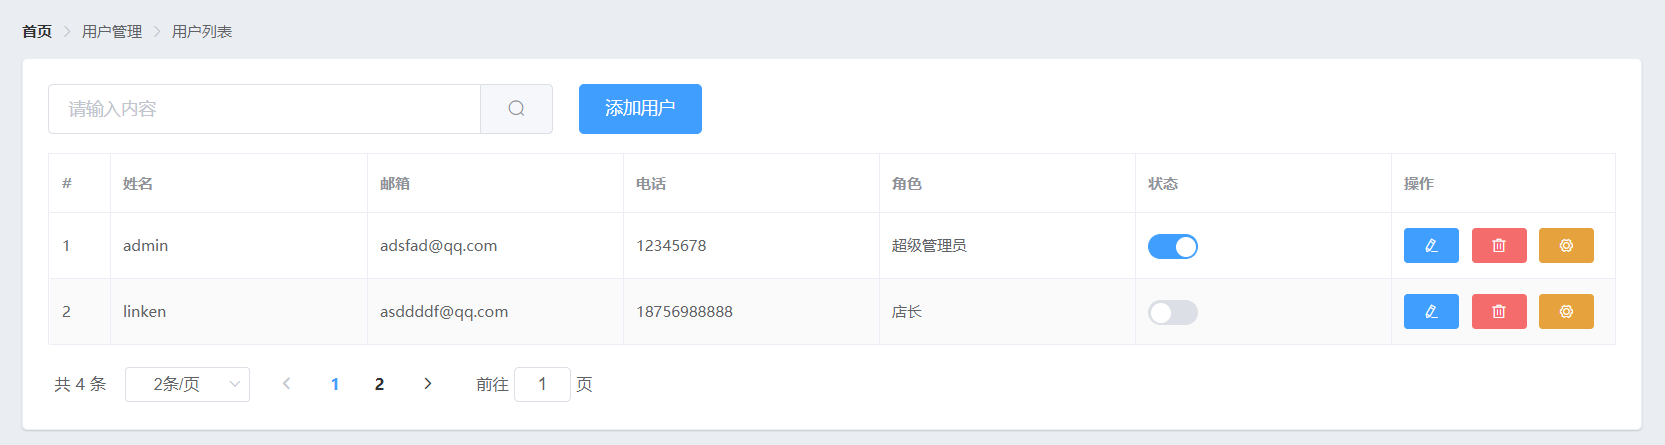 首页 > 用户管理 > 用户列表
请输入内容 添加用户
# 姓名 邮箱 电话 角色 状态 操作
1 admin adsfad@qq.com 12345678 超级管理员
2 linken asddddf@qq.com 18756988888 店长
共 4 条 2条/页 < 1 2 > 前往 1 页